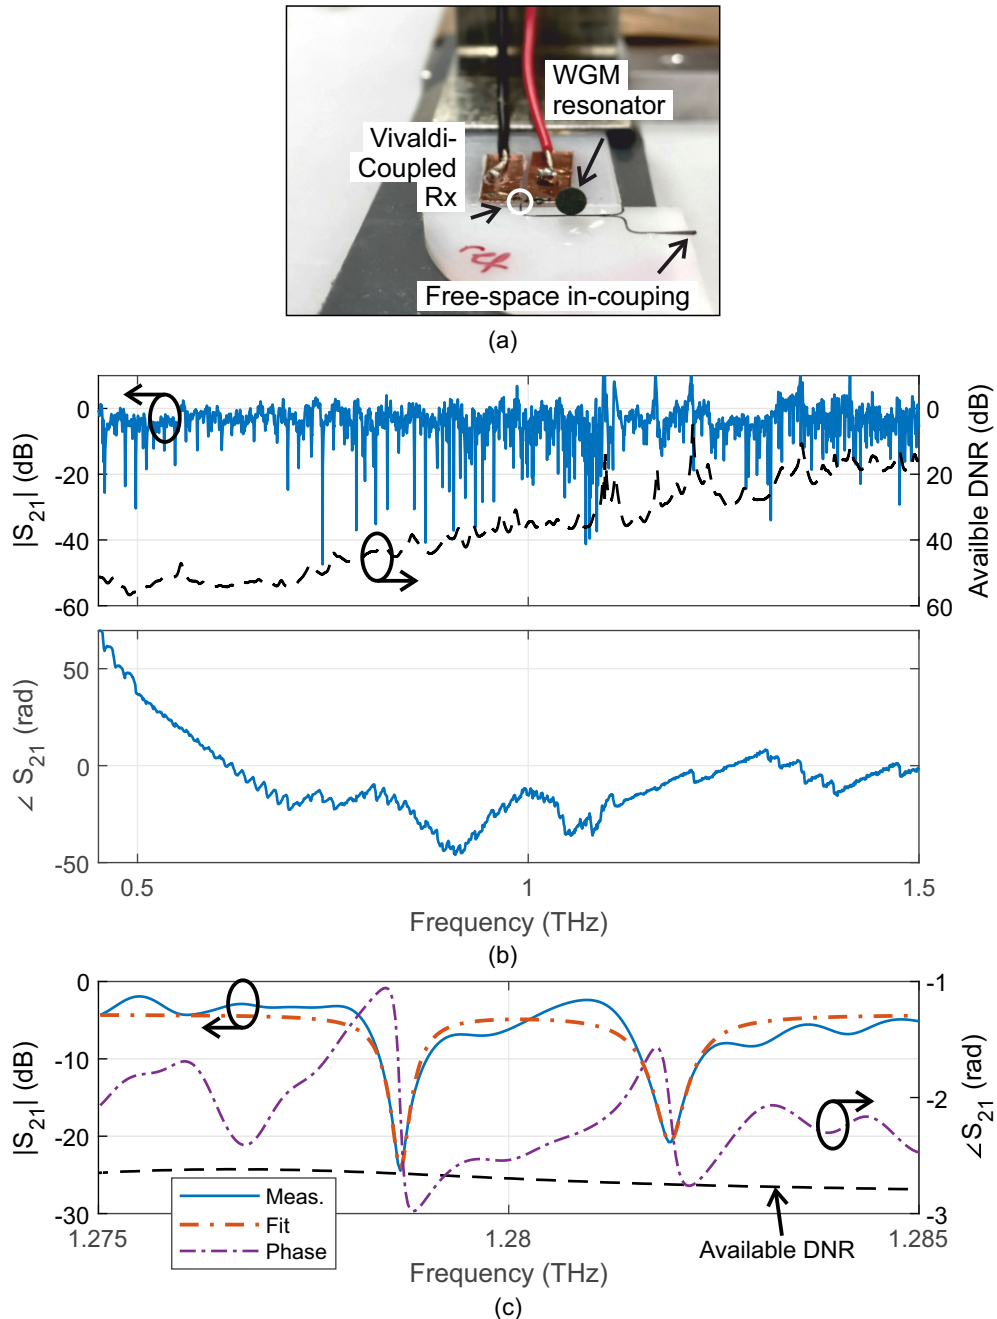 WGM
resonator
Vivaldi-
Coupled
Rx
Free-space in-couping
(a)
0
-20
-40
-60
|S21| (dB)
0
20
40
60
Availble DNR (dB)
50
0
-50
∠ S21 (rad)
0.5
1
1.5
Frequency (THz)
(b)
0
-10
-20
-30
|S21| (dB)
-1
-2
-3
∠S21 (rad)
Meas.
Fit
Phase
Available DNR
1.275
1.28
1.285
Frequency (THz)
(c)